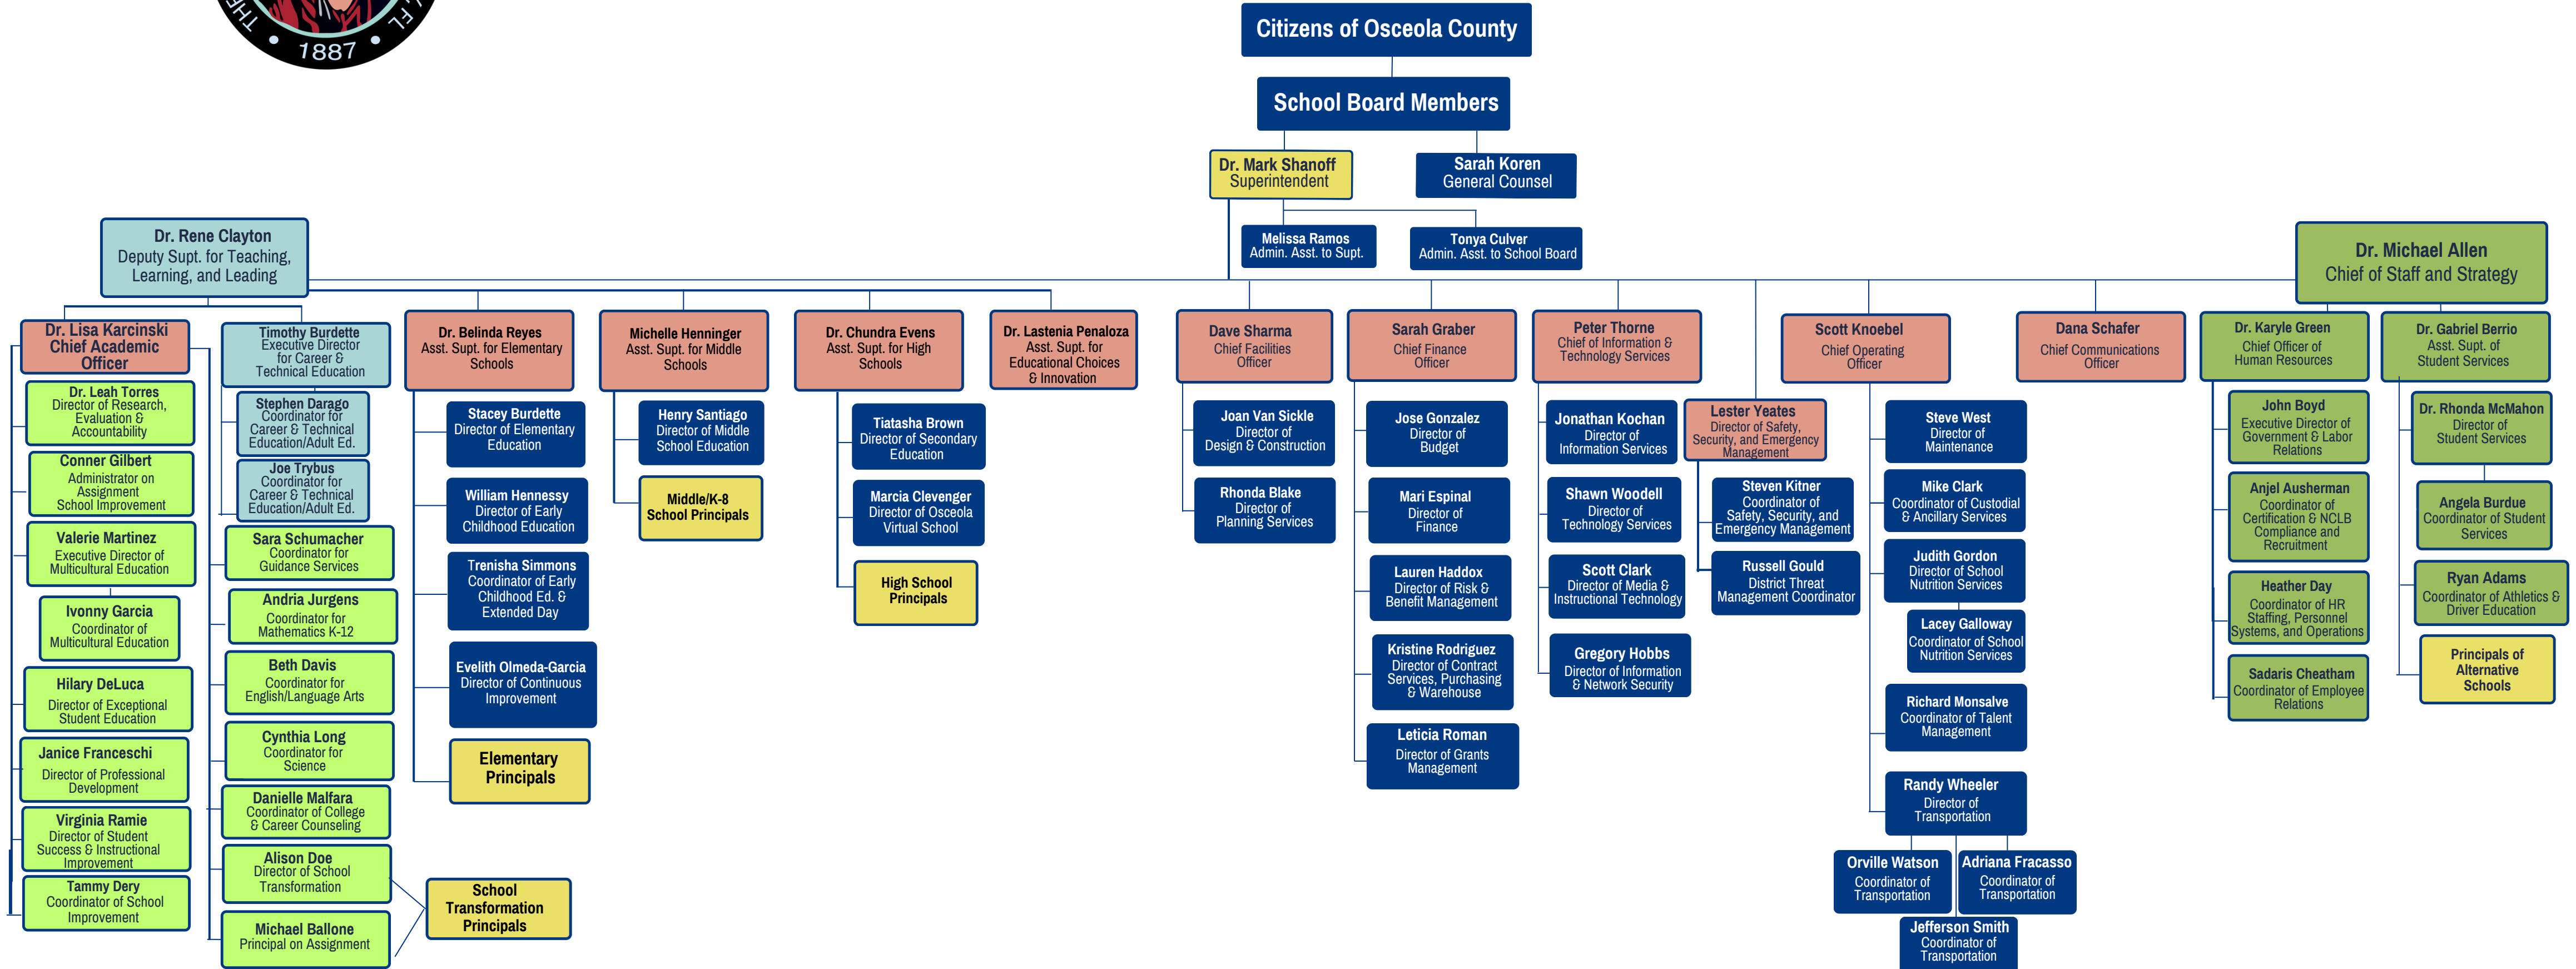 THE
FL
1887
Citizens of Osceola County
School Board Members
Dr. Mark Shanoff
Superintendent
Sarah Koren
General Counsel
Melissa Ramos
Admin. Asst. to Supt.
Tonya Culver
Admin. Asst. to School Board
Dr. Rene Clayton
Deputy Supt. for Teaching,
Learning, and Leading
Dr. Michael Allen
Chief of Staff and Strategy
Dr. Lisa Karcinski
Chief Academic
Officer
Dr. Leah Torres
Director of Research,
Evaluation &
Accountability
Conner Gilbert
Administrator on
Assignment
School Improvement
Valerie Martinez
Executive Director of
Multicultural Education
Ivonny Garcia
Coordinator of
Multicultural Education
Hilary DeLuca
Director of Exceptional
Student Education
Janice Franceschi
Director of Professional
Development
Virginia Ramie
Director of Student
Success & Instructional
Improvement
Tammy Dery
Coordinator of School
Improvement
Timothy Burdette
Executive Director
for Career &
Technical Education
Stephen Darago
Coordinator for
Career & Technical
Education/Adult Ed.
Joe Trybus
Coordinator for
Career & Technical
Education/Adult Ed.
Sara Schumacher
Coordinator for
Guidance Services
Andria Jurgens
Coordinator for
Mathematics K-12
Beth Davis
Coordinator for
English/Language Arts
Cynthia Long
Coordinator for
Science
Danielle Malfara
Coordinator of College
& Career Counseling
Alison Doe
Director of School
Transformation
Michael Ballone
Principal on Assignment
School
Transformation
Principals
Dr. Belinda Reyes
Asst. Supt. for Elementary
Schools
Stacey Burdette
Director of Elementary
Education
William Hennessy
Director of Early
Childhood Education
Trenisha Simmons
Coordinator of Early
Childhood Ed. &
Extended Day
Evelith Olmeda-Garcia
Director of Continuous
Improvement
Elementary
Principals
Michelle Henninger
Asst. Supt. for Middle
Schools
Henry Santiago
Director of Middle
School Education
Middle/K-8
School Principals
Dr. Chundra Evens
Asst. Supt. for High
Schools
Tiatasha Brown
Director of Secondary
Education
Marcia Clevenger
Director of Osceola
Virtual School
High School
Principals
Dr. Lastenia Penaloza
Asst. Supt. for
Educational Choices
& Innovation
Dave Sharma
Chief Facilities
Officer
Joan Van Sickle
Director of
Design & Construction
Rhonda Blake
Director of
Planning Services
Sarah Graber
Chief Finance
Officer
Jose Gonzalez
Director of
Budget
Mari Espinal
Director of
Finance
Lauren Haddox
Director of Risk &
Benefit Management
Kristine Rodriguez
Director of Contract
Services, Purchasing
& Warehouse
Leticia Roman
Director of Grants
Management
Peter Thorne
Chief of Information &
Technology Services
Jonathan Kochan
Director of
Information Services
Shawn Woodell
Director of
Technology Services
Scott Clark
Director of Media &
Instructional Technology
Gregory Hobbs
Director of Information
& Network Security
Lester Yeates
Director of Safety,
Security, and Emergency
Management
Steven Kitner
Coordinator of
Safety, Security, and
Emergency Management
Russell Gould
District Threat
Management Coordinator
Scott Knoebel
Chief Operating
Officer
Steve West
Director of
Maintenance
Mike Clark
Coordinator of Custodial
& Ancillary Services
Judith Gordon
Director of School
Nutrition Services
Lacey Galloway
Coordinator of School
Nutrition Services
Richard Monsalve
Coordinator of Talent
Management
Randy Wheeler
Director of
Transportation
Orville Watson
Coordinator of
Transportation
Adriana Fracasso
Coordinator of
Transportation
Jefferson Smith
Coordinator of
Transportation
Dana Schafer
Chief Communications
Officer
Dr. Karyle Green
Chief Officer of
Human Resources
John Boyd
Executive Director of
Government & Labor
Relations
Anjel Ausherman
Coordinator of
Certification & NCLB
Compliance and
Recruitment
Heather Day
Coordinator of HR
Staffing, Personnel
Systems, and Operations
Sadaris Cheatham
Coordinator of Employee
Relations
Dr. Gabriel Berrio
Asst. Supt. of
Student Services
Dr. Rhonda McMahon
Director of
Student Services
Angela Burdue
Coordinator of Student
Services
Ryan Adams
Coordinator of Athletics &
Driver Education
Principals of
Alternative
Schools